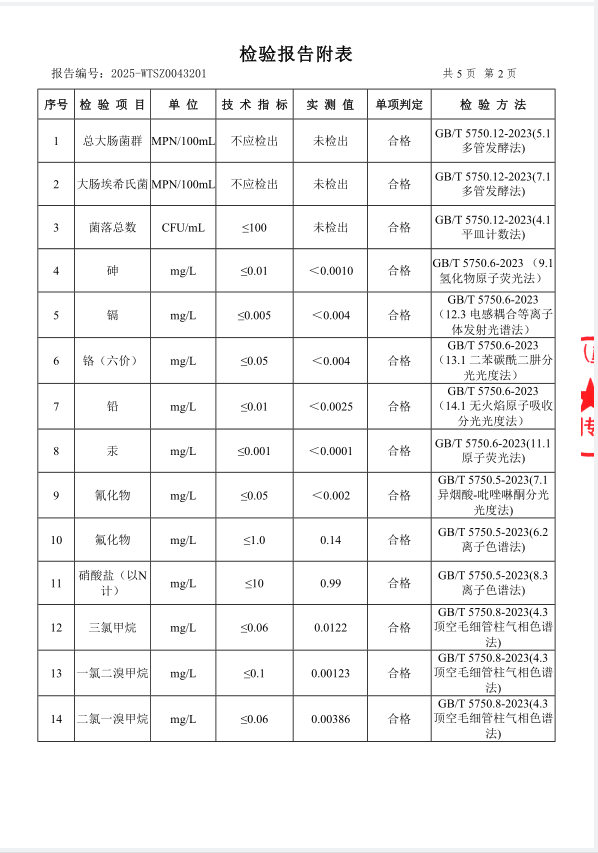 检验报告附表
报告编号：2025-WTSZ0043201 共 5 页 第 2 页
序号 检 验 项 目 单 位 技 术 指 标 实 测 值 单项判定 检 验 方 法
1 总大肠菌群 MPN/100mL 不应检出 未检出 合格 GB/T 5750.12-2023(5.1
多管发酵法)
2 大肠埃希氏菌 MPN/100mL 不应检出 未检出 合格 GB/T 5750.12-2023(7.1
多管发酵法)
3 菌落总数 CFU/mL ≤100 未检出 合格 GB/T 5750.12-2023(4.1
平皿计数法)
4 砷 mg/L ≤0.01 ＜0.0010 合格 GB/T 5750.6-2023 （9.1
氢化物原子荧光法）
5 镉 mg/L ≤0.005 ＜0.004 合格 GB/T 5750.6-2023
（12.3 电感耦合等离子
体发射光谱法）
6 铬（六价） mg/L ≤0.05 ＜0.004 合格 GB/T 5750.6-2023
（13.1 二苯碳酰二肼分
光光度法）
7 铅 mg/L ≤0.01 ＜0.0025 合格 GB/T 5750.6-2023
（14.1 无火焰原子吸收
分光光度法）
8 汞 mg/L ≤0.001 ＜0.0001 合格 GB/T 5750.6-2023(11.1
原子荧光法)
9 氰化物 mg/L ≤0.05 ＜0.002 合格 GB/T 5750.5-2023(7.1
异烟酸-吡唑啉酮分光
光度法)
10 氟化物 mg/L ≤1.0 0.14 合格 GB/T 5750.5-2023(6.2
离子色谱法)
11 硝酸盐（以N
计） mg/L ≤10 0.99 合格 GB/T 5750.5-2023(8.3
离子色谱法)
12 三氯甲烷 mg/L ≤0.06 0.0122 合格 GB/T 5750.8-2023(4.3
顶空毛细管柱气相色谱
法)
13 一氯二溴甲烷 mg/L ≤0.1 0.00123 合格 GB/T 5750.8-2023(4.3
顶空毛细管柱气相色谱
法)
14 二氯一溴甲烷 mg/L ≤0.06 0.00386 合格 GB/T 5750.8-2023(4.3
顶空毛细管柱气相色谱
法)